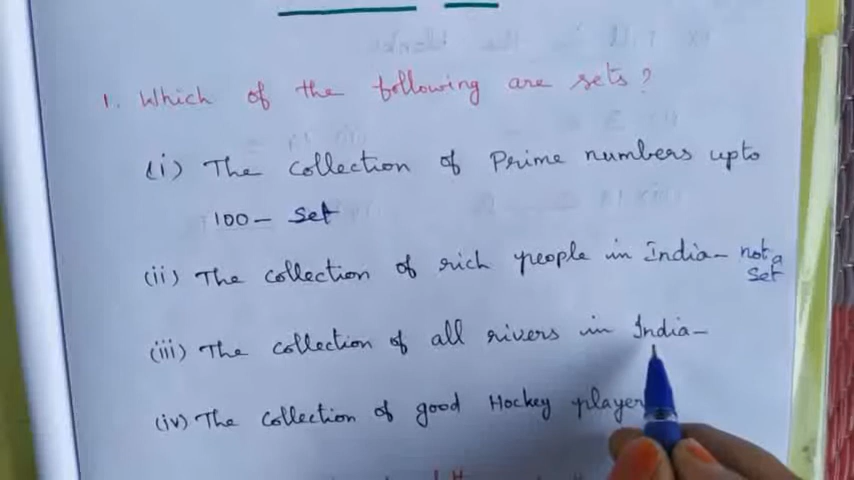 1. Which of the following are sets?
(i) The collection of Prime numbers upto
100 - set
(ii) The collection of rich people in India - not a
set
(iii) The collection of all rivers in India -
(iv) The collection of good Hockey player